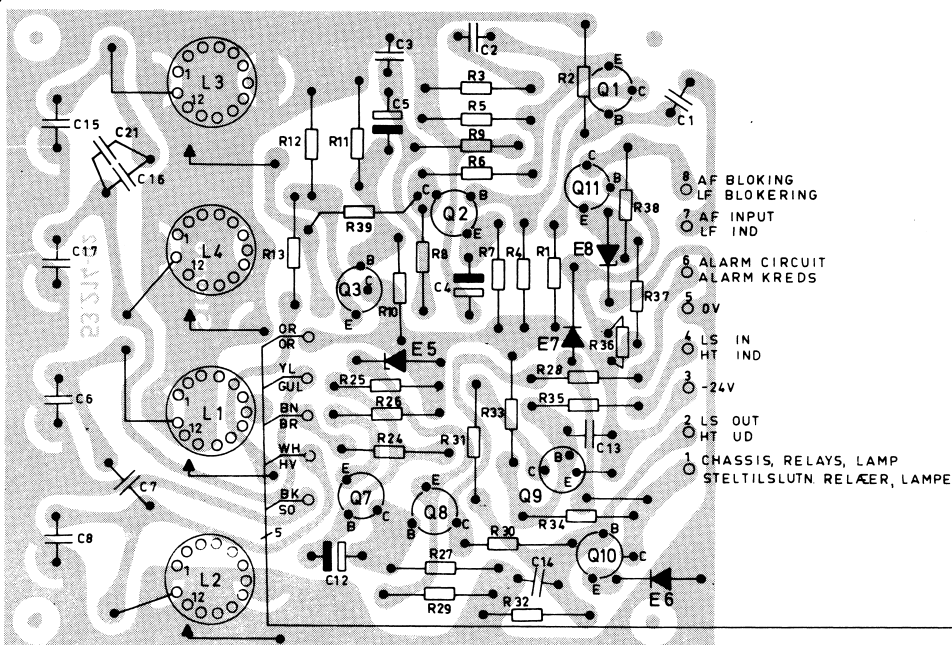 C3
C2
L3
1
12
R3
R2
Q1
E
C
B
C1
C5
R5
C15
C21
R12
R11
R9
C16
R6
C
Q11
B
E
R38
8 AF BLOKING
LF BLOKERING
C
B
Q2
E
R39
7 AF INPUT
LF IND
L4
1
12
C17
R13
R8
R7
R4
R1
E8
6 ALARM CIRCUIT
ALARM KREDS
B
Q3
C
E
R10
C4
R37
5 0V
OR
OR
E5
E7
R36
4 LS IN
HT IND
YL
GUL
R25
R28
3 -24V
L1
1
12
C6
BN
BR
R26
R33
R35
2 LS OUT
HT UD
WH
HV
R24
R31
C13
1 CHASSIS, RELAYS, LAMP
STELTILSLUTN. RELÆER, LAMPE
C7
BK
SO
E
Q7
B
C
E
Q8
B
C
Q9
B
C
E
R34
C8
5
R30
B
Q10
C
E
L2
1
12
C12
R27
C14
E6
R29
R32